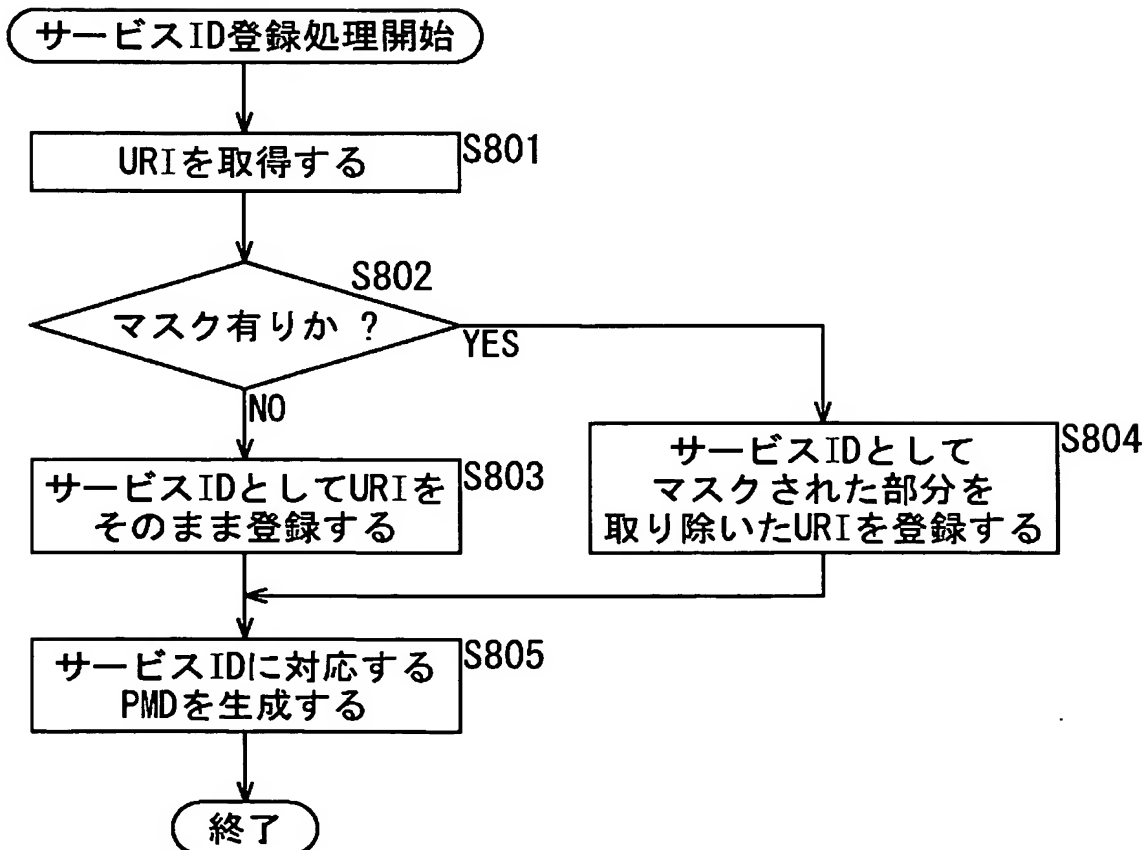 サービスID登録処理開始
URIを取得する
S801
S802
マスク有りか ?
YES
NO
サービスIDとしてURIを
そのまま登録する
S803
サービスIDとして
マスクされた部分を
取り除いたURIを登録する
S804
サービスIDに対応する
PMDを生成する
S805
終了